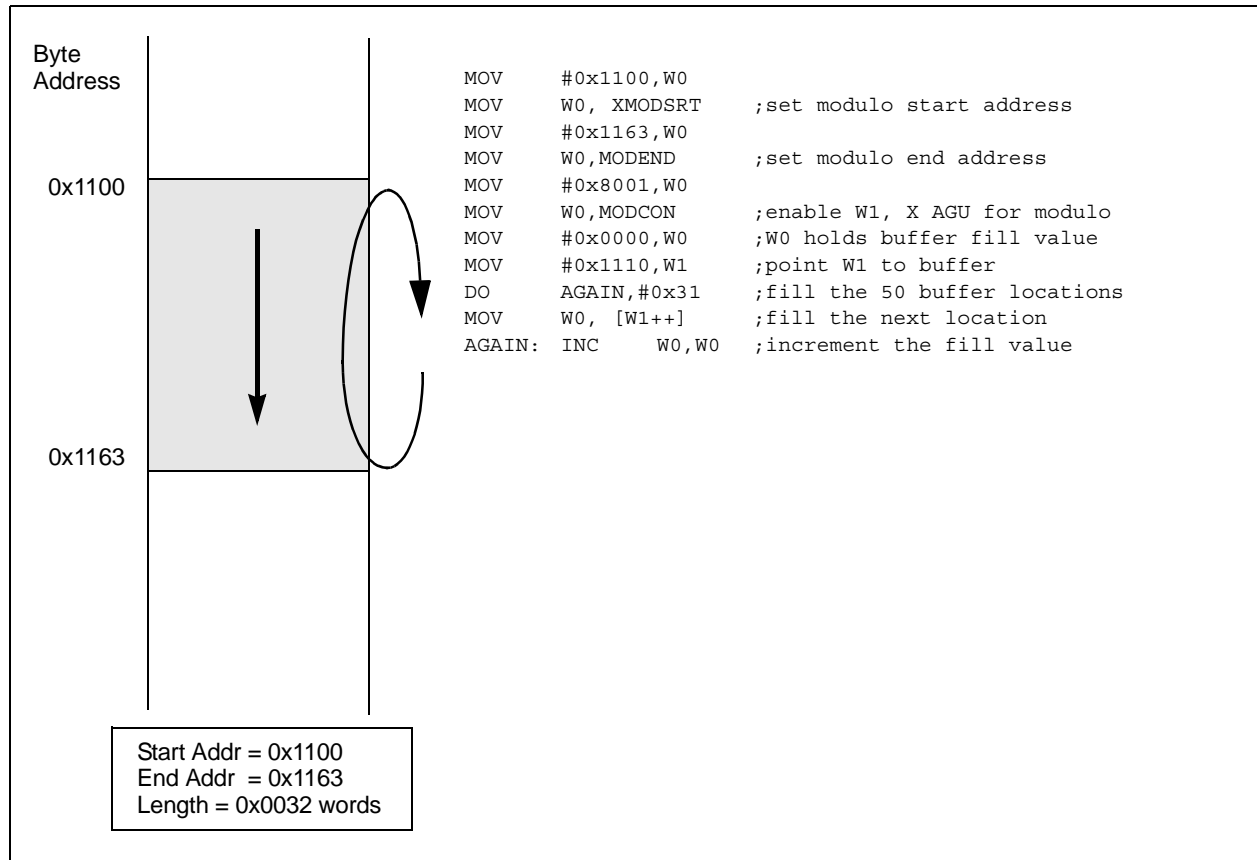 Byte
Address
0x1100
0x1163
MOV #0x1100,W0
MOV W0, XMODSRT ;set modulo start address
MOV #0x1163,W0
MOV W0,MODEND ;set modulo end address
MOV #0x8001,W0
MOV W0,MODCON ;enable W1, X AGU for modulo
MOV #0x0000,W0 ;W0 holds buffer fill value
MOV #0x1110,W1 ;point W1 to buffer
DO AGAIN,#0x31 ;fill the 50 buffer locations
MOV W0, [W1++] ;fill the next location
AGAIN: INC W0,W0 ;increment the fill value
Start Addr = 0x1100
End Addr = 0x1163
Length = 0x0032 words